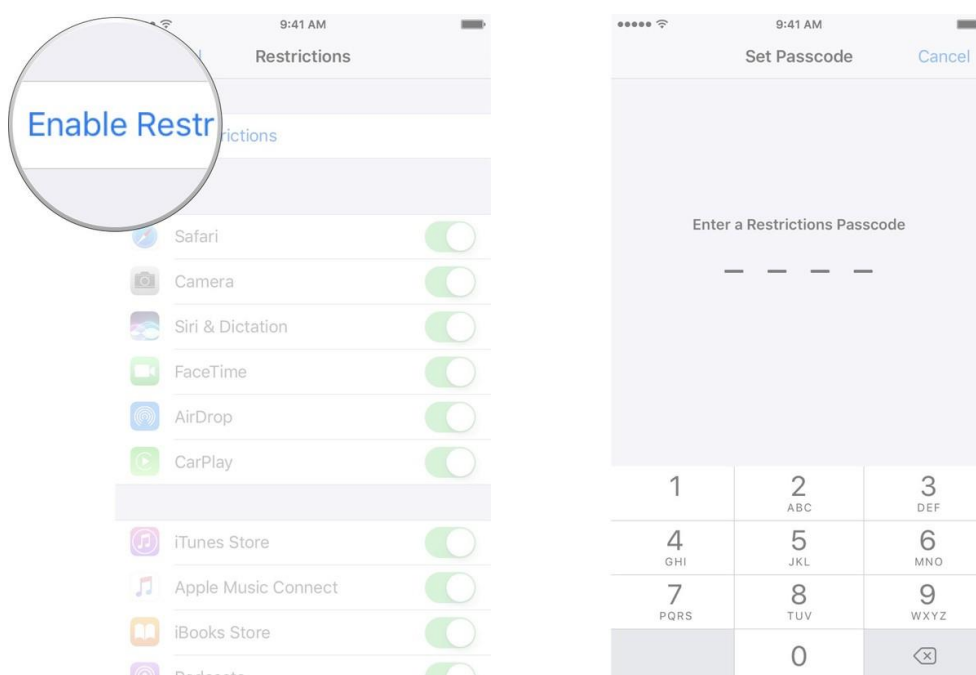 9:41 AM
Restrictions
Enable Restr
rictions
Safari
Camera
Siri & Dictation
FaceTime
AirDrop
CarPlay
iTunes Store
Apple Music Connect
iBooks Store
Podcasts
9:41 AM
Set Passcode Cancel
Enter a Restrictions Passcode
1 2 3
ABC DEF
4 5 6
GHI JKL MNO
7 8 9
PQRS TUV WXYZ
0